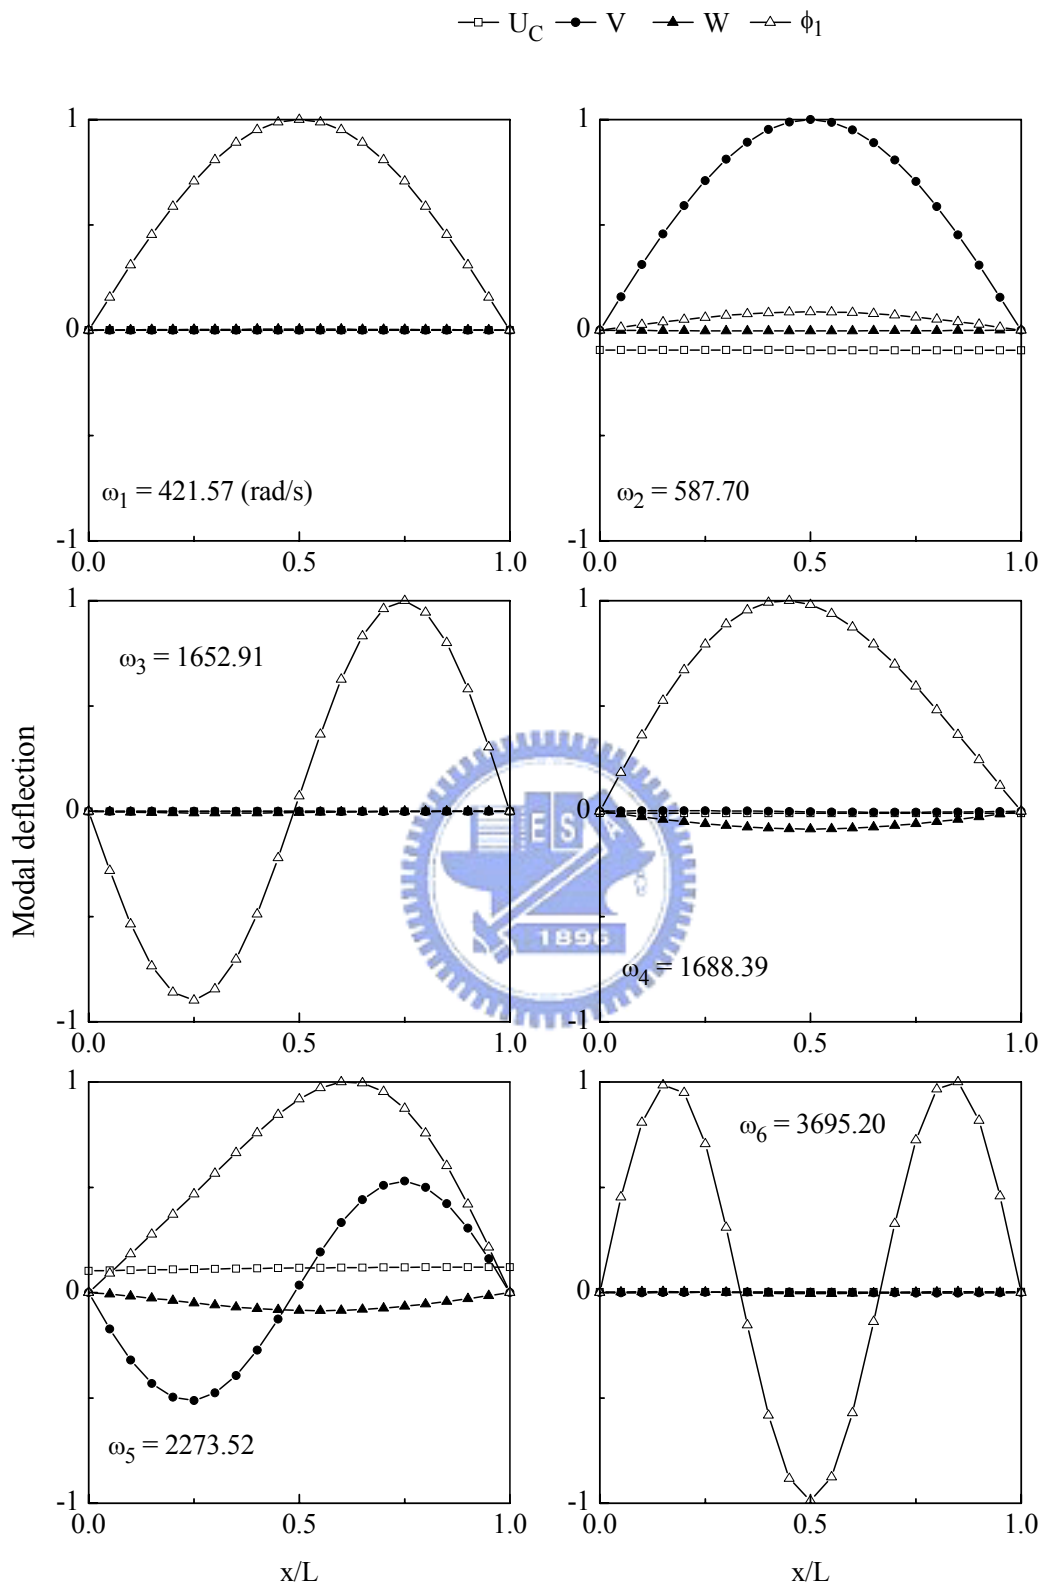 U_C V W ϕ_1
1
0
-1
0.0 0.5 1.0
ω_1 = 421.57 (rad/s)
1
0
-1
0.0 0.5 1.0
ω_2 = 587.70
Modal deflection
1
0
-1
0.0 0.5 1.0
ω_3 = 1652.91
1
0
-1
0.0 0.5 1.0
ω_4 = 1688.39
E S A
1896
1
0
-1
0.0 0.5 1.0
ω_5 = 2273.52
x/L
1
0
-1
0.0 0.5 1.0
ω_6 = 3695.20
x/L